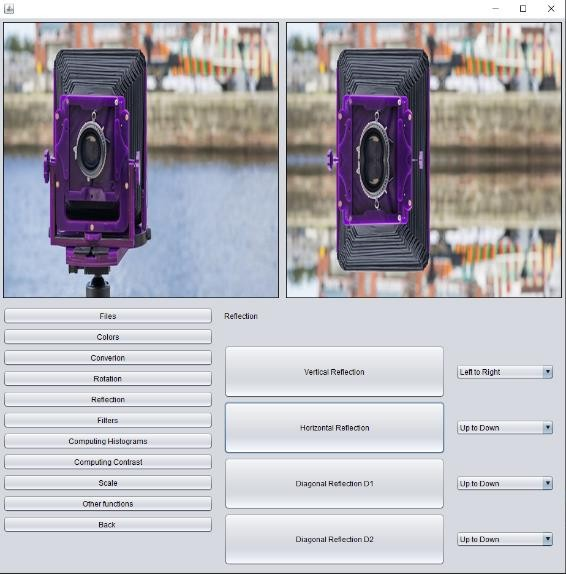 Files
Colors
Converion
Rotation
Reflection
Filters
Computing Histograms
Computing Contrast
Scale
Other functions
Back
Reflection
Vertical Reflection
Left to Right
Horizontal Reflection
Up to Down
Diagonal Reflection D1
Up to Down
Diagonal Reflection D2
Up to Down